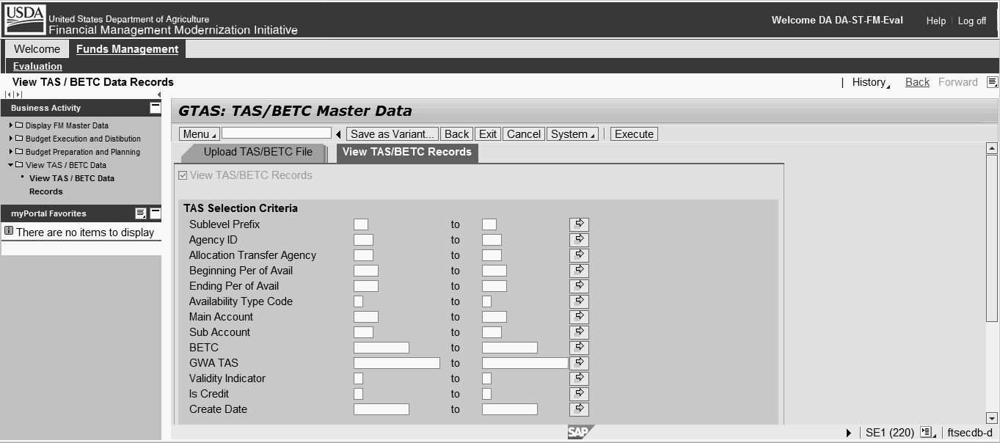 USDA
United States Department of Agriculture
Financial Management Modernization Initiative
Welcome DA DA-ST-FM-Eval
Help
Log off
Welcome
Funds Management
Evaluation
View TAS / BETC Data Records
History
Back
Forward
Business Activity
Display FM Master Data
Budget Execution and Distibution
Budget Preparation and Planning
View TAS / BETC Data
View TAS / BETC Data
Records
myPortal Favorites
There are no items to display
GTAS: TAS/BETC Master Data
Menu
Save as Variant...
Back
Exit
Cancel
System
Execute
Upload TAS/BETC File
View TAS/BETC Records
View TAS/BETC Records
TAS Selection Criteria
Sublevel Prefix to
Agency ID to
Allocation Transfer Agency to
Beginning Per of Avail to
Ending Per of Avail to
Availability Type Code to
Main Account to
Sub Account to
BETC to
GWA TAS to
Validity Indicator to
Is Credit to
Create Date to
SAP
SE1 (220)
ftsecdb-d